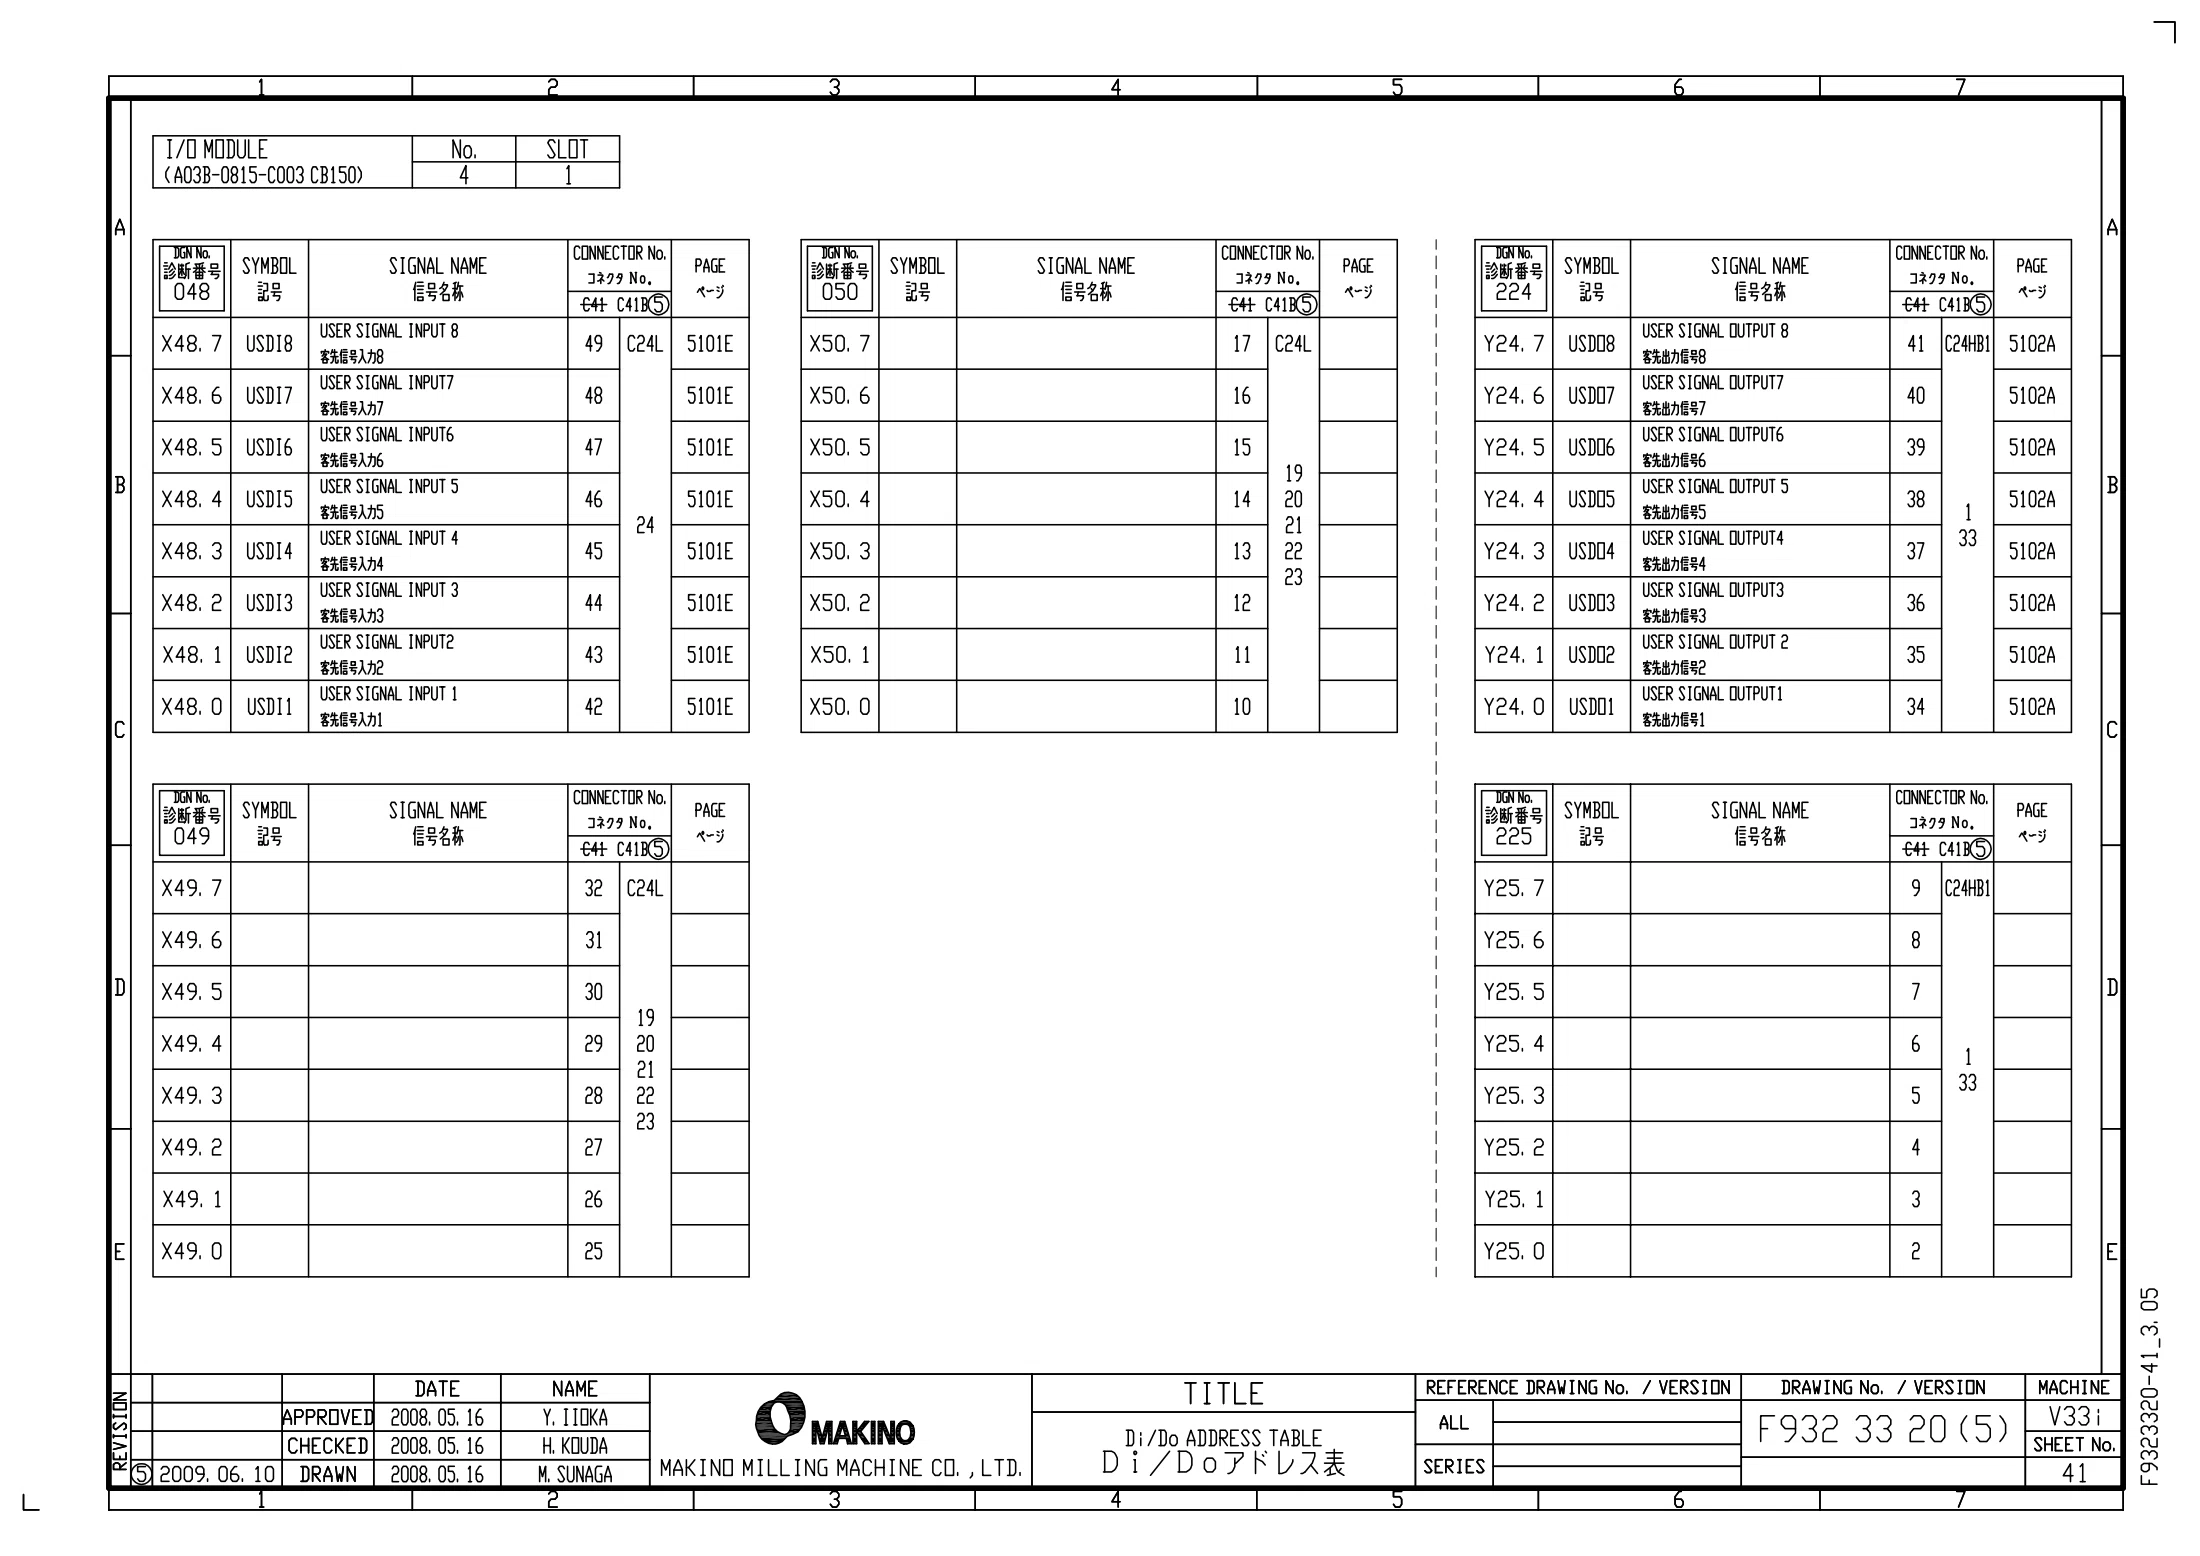 1 2 3 4 5 6 7
I/O MODULE No. SLOT
(A03B-0815-C003 CB150) 4 1
DGN No. 診断番号 048 SYMBOL 記号 SIGNAL NAME 信号名称 CONNECTOR No. コネクタ No. C41 C41B⑤ PAGE ページ
X48. 7 USDI8 USER SIGNAL INPUT 8 客先信号入力8 49 C24L 5101E
X48. 6 USDI7 USER SIGNAL INPUT7 客先信号入力7 48 5101E
X48. 5 USDI6 USER SIGNAL INPUT6 客先信号入力6 47 5101E
X48. 4 USDI5 USER SIGNAL INPUT 5 客先信号入力5 46 5101E
24
X48. 3 USDI4 USER SIGNAL INPUT 4 客先信号入力4 45 5101E
X48. 2 USDI3 USER SIGNAL INPUT 3 客先信号入力3 44 5101E
X48. 1 USDI2 USER SIGNAL INPUT2 客先信号入力2 43 5101E
X48. 0 USDI1 USER SIGNAL INPUT 1 客先信号入力1 42 5101E
DGN No. 診断番号 050 SYMBOL 記号 SIGNAL NAME 信号名称 CONNECTOR No. コネクタ No. C41 C41B⑤ PAGE ページ
X50. 7 17 C24L
X50. 6 16
X50. 5 15
19
X50. 4 14 20
21
X50. 3 13 22
23
X50. 2 12
X50. 1 11
X50. 0 10
DGN No. 診断番号 224 SYMBOL 記号 SIGNAL NAME 信号名称 CONNECTOR No. コネクタ No. C41 C41B⑤ PAGE ページ
Y24. 7 USDO8 USER SIGNAL OUTPUT 8 客先出力信号8 41 C24HB1 5102A
Y24. 6 USDO7 USER SIGNAL OUTPUT7 客先出力信号7 40 5102A
Y24. 5 USDO6 USER SIGNAL OUTPUT6 客先出力信号6 39 5102A
Y24. 4 USDO5 USER SIGNAL OUTPUT 5 客先出力信号5 38 5102A
1
33
Y24. 3 USDO4 USER SIGNAL OUTPUT4 客先出力信号4 37 5102A
Y24. 2 USDO3 USER SIGNAL OUTPUT3 客先出力信号3 36 5102A
Y24. 1 USDO2 USER SIGNAL OUTPUT 2 客先出力信号2 35 5102A
Y24. 0 USDO1 USER SIGNAL OUTPUT1 客先出力信号1 34 5102A
DGN No. 診断番号 049 SYMBOL 記号 SIGNAL NAME 信号名称 CONNECTOR No. コネクタ No. C41 C41B⑤ PAGE ページ
X49. 7 32 C24L
X49. 6 31
X49. 5 30
19
X49. 4 29 20
21
X49. 3 28 22
23
X49. 2 27
X49. 1 26
X49. 0 25
DGN No. 診断番号 225 SYMBOL 記号 SIGNAL NAME 信号名称 CONNECTOR No. コネクタ No. C41 C41B⑤ PAGE ページ
Y25. 7 9 C24HB1
Y25. 6 8
Y25. 5 7
Y25. 4 6
1
33
Y25. 3 5
Y25. 2 4
Y25. 1 3
Y25. 0 2
A A
B B
C C
D D
E E
REVISION
⑤ 2009. 06. 10
DATE NAME
APPROVED 2008. 05. 16 Y. IIOKA
CHECKED 2008. 05. 16 H. KOUDA
DRAWN 2008. 05. 16 M. SUNAGA
MAKINO
MAKINO MILLING MACHINE CO. , LTD.
TITLE
Di/Do ADDRESS TABLE
Di/Doアドレス表
REFERENCE DRAWING No. / VERSION
ALL
SERIES
DRAWING No. / VERSION
F932 33 20 (5)
MACHINE
V33i
SHEET No.
41
1 2 3 4 5 6 7
F9323320-41_3. 05